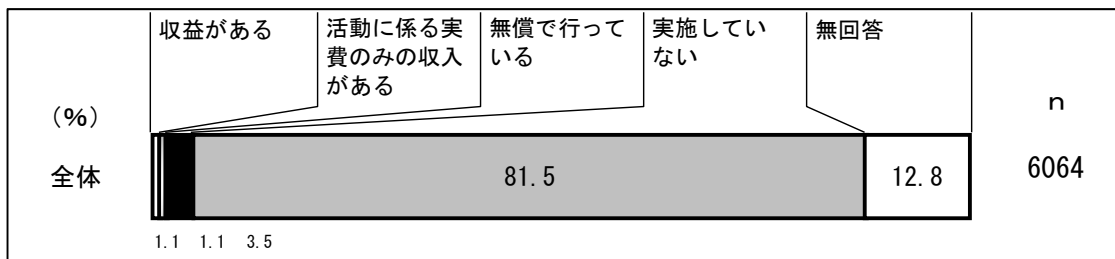 収益がある
活動に係る実
費のみの収入
がある
無償で行って
いる
実施してい
ない
無回答
(%)
n
全体
81.5
12.8
6064
1.1 1.1 3.5